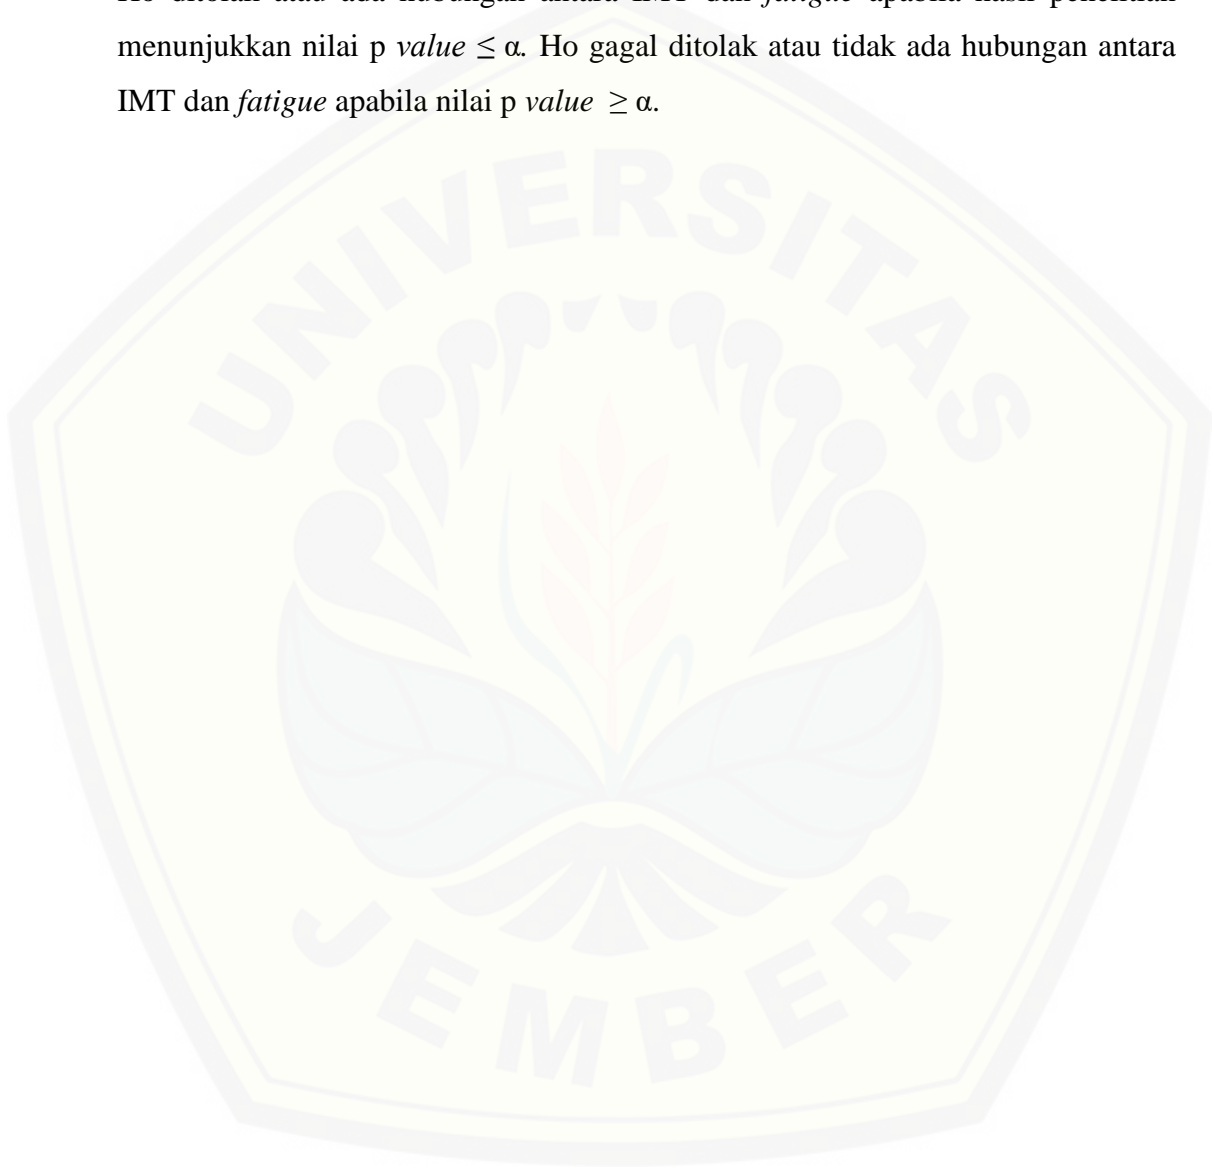 Ho ditolak atau ada hubungan antara IMT dan fatigue apabila hasil penelitian
menunjukkan nilai p value ≤ α. Ho gagal ditolak atau tidak ada hubungan antara
IMT dan fatigue apabila nilai p value ≥ α.
UNIVERSITAS
JEMBER